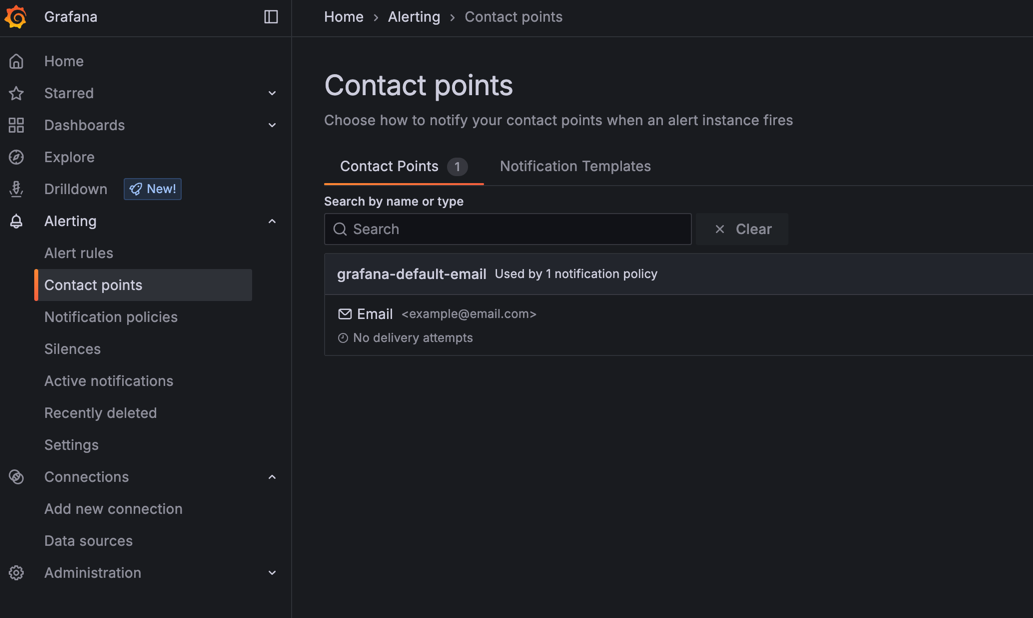 Grafana
Home > Alerting > Contact points
Home
Starred
Dashboards
Explore
Drilldown New!
Alerting
Alert rules
Contact points
Notification policies
Silences
Active notifications
Recently deleted
Settings
Connections
Add new connection
Data sources
Administration
Contact points
Choose how to notify your contact points when an alert instance fires
Contact Points 1 Notification Templates
Search by name or type
Search Clear
grafana-default-email Used by 1 notification policy
Email <example@email.com>
No delivery attempts